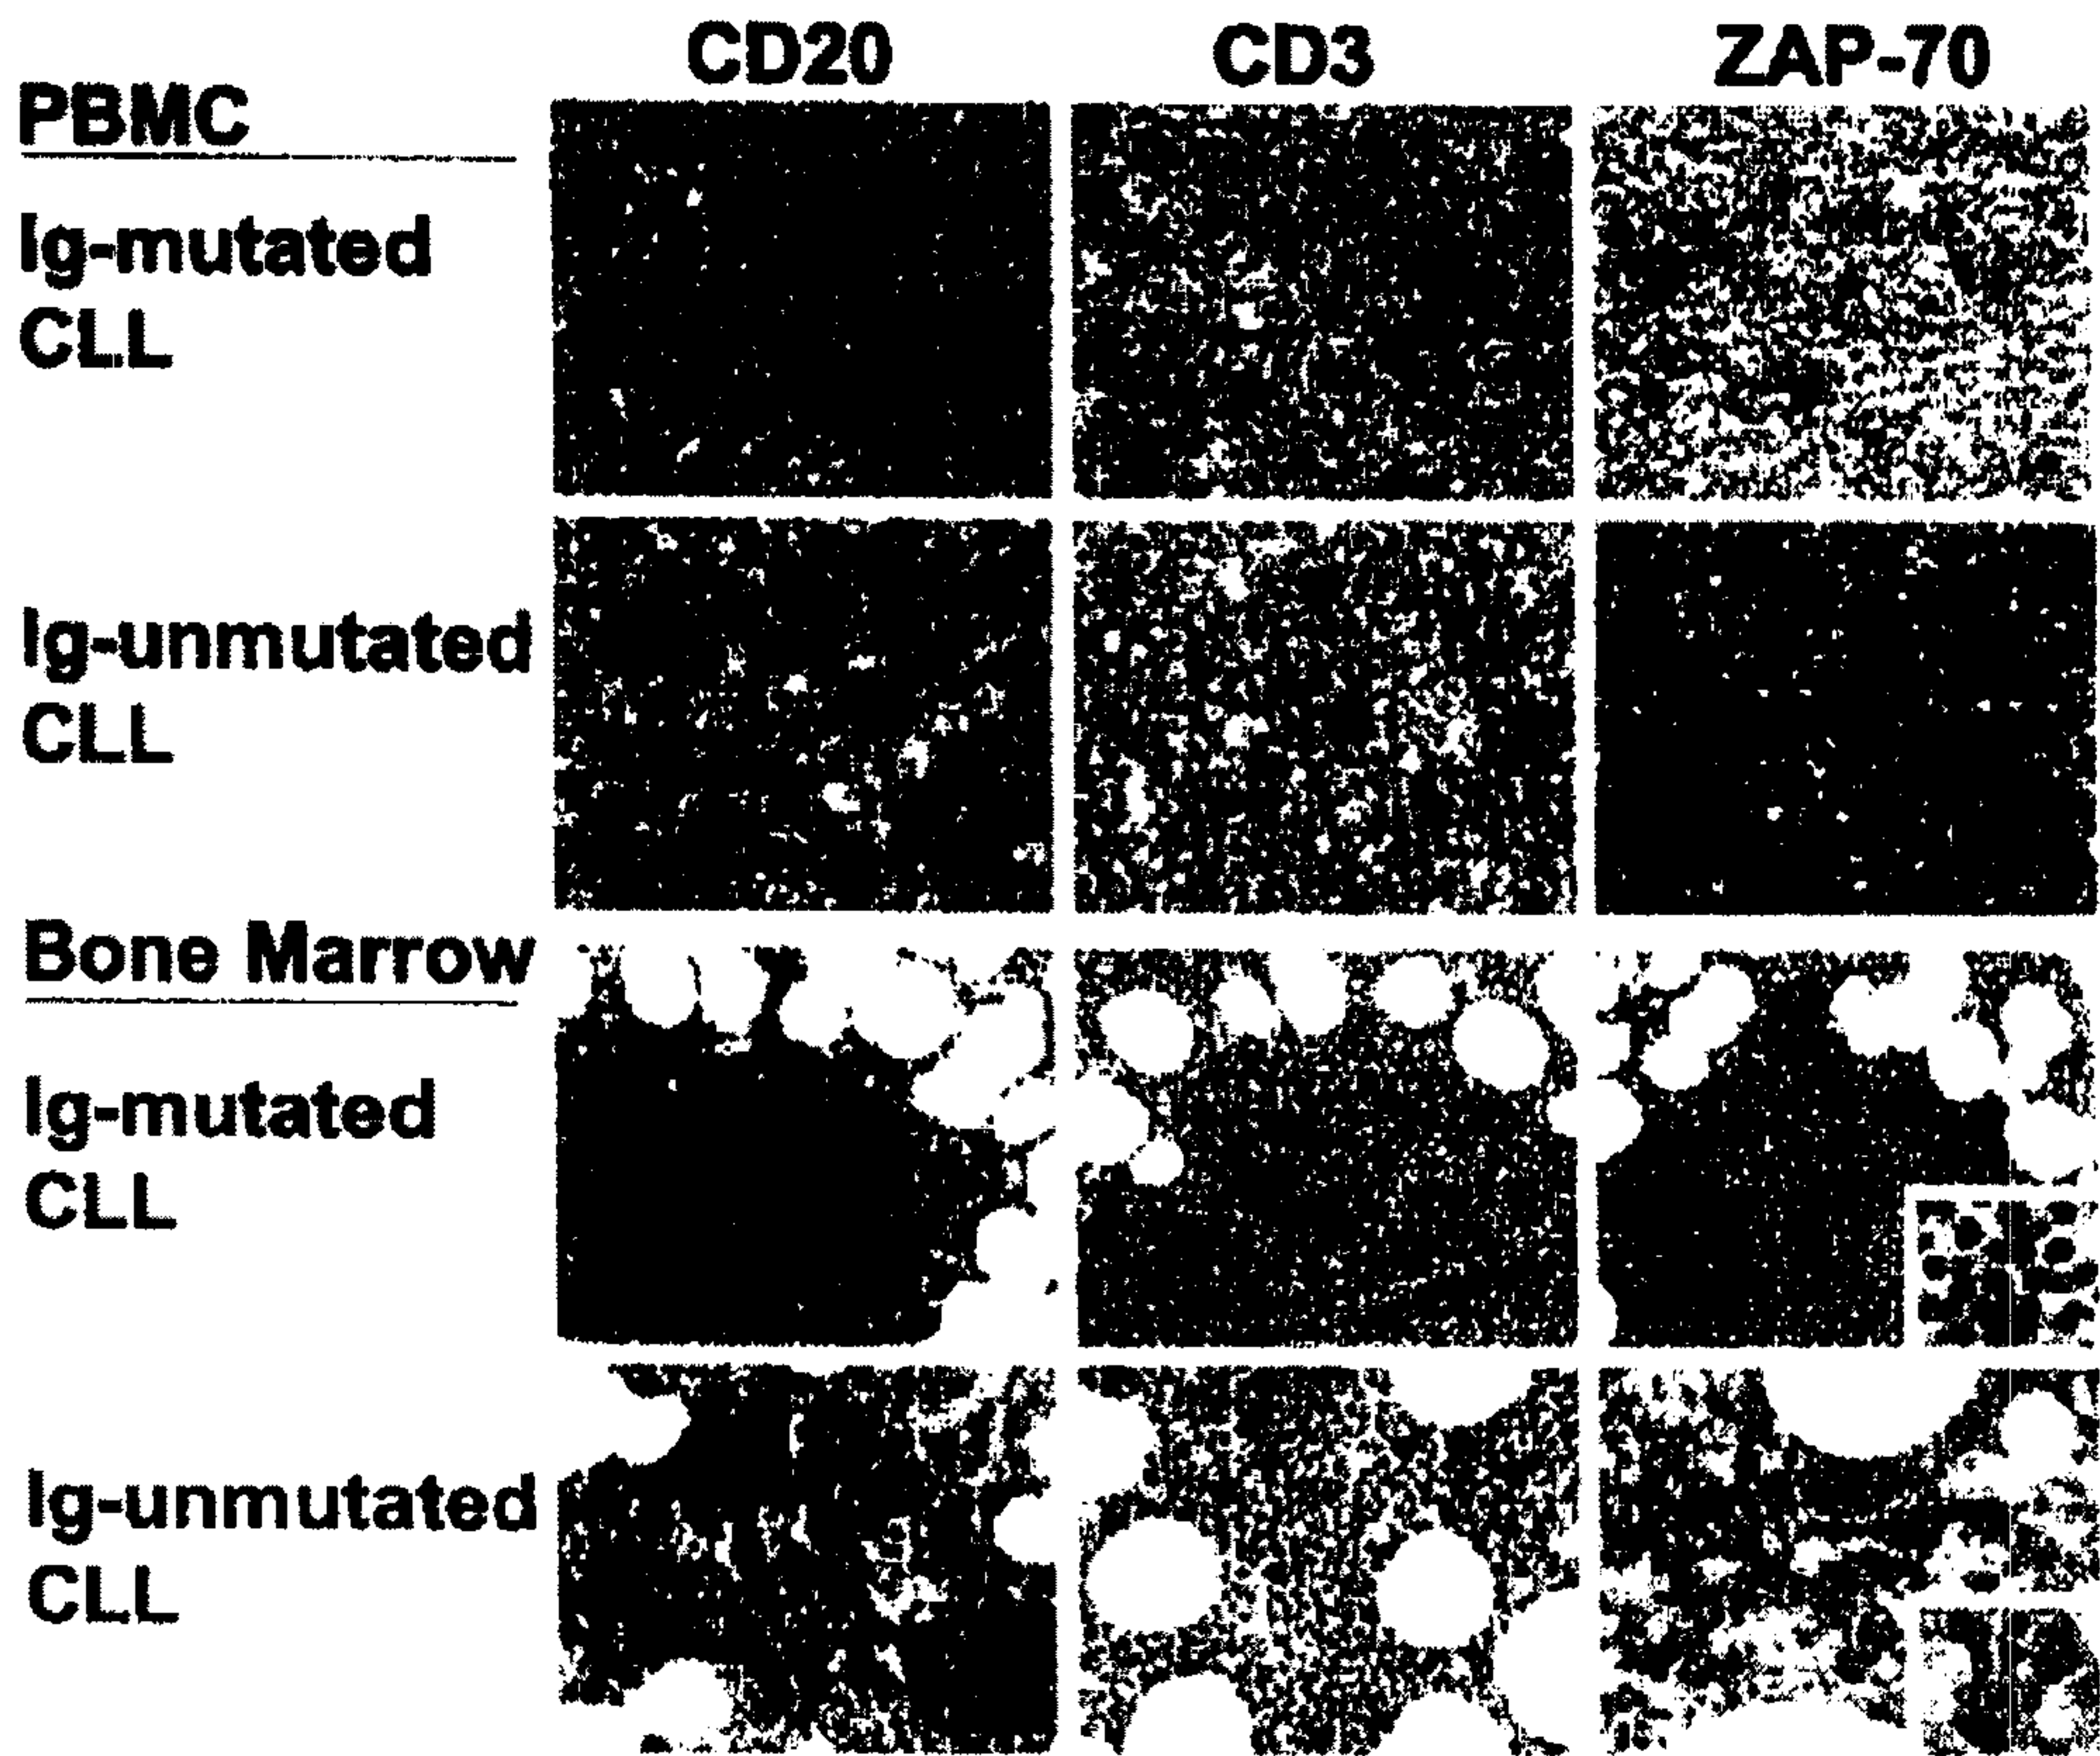 CD20 CD3 ZAP-70
PBMC
Ig-mutated
CLL
Ig-unmutated
CLL
Bone Marrow
Ig-mutated
CLL
Ig-unmutated
CLL